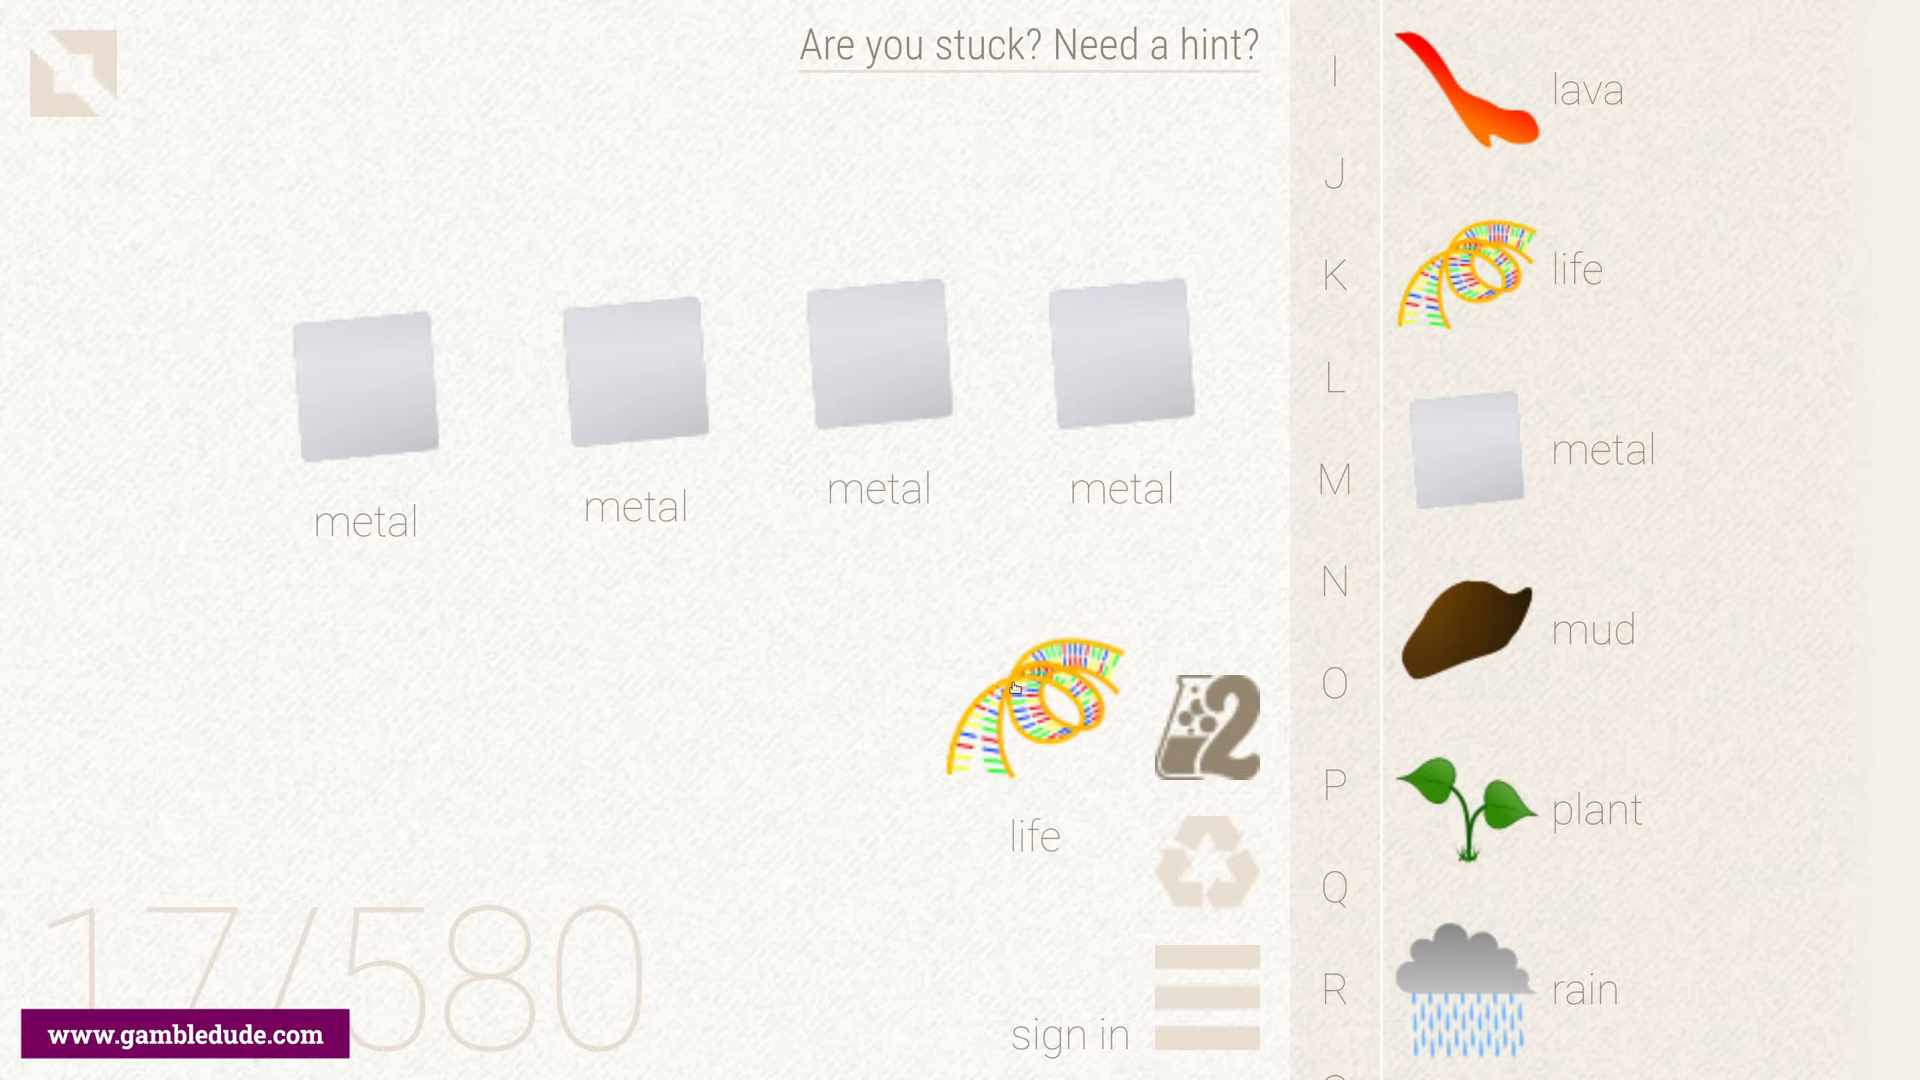 Are you stuck? Need a hint?
I
J
K
L
M
N
O
P
Q
R
lava
life
metal
mud
plant
rain
metal
metal
metal
metal
life
2
17/580
www.gambledude.com
sign in